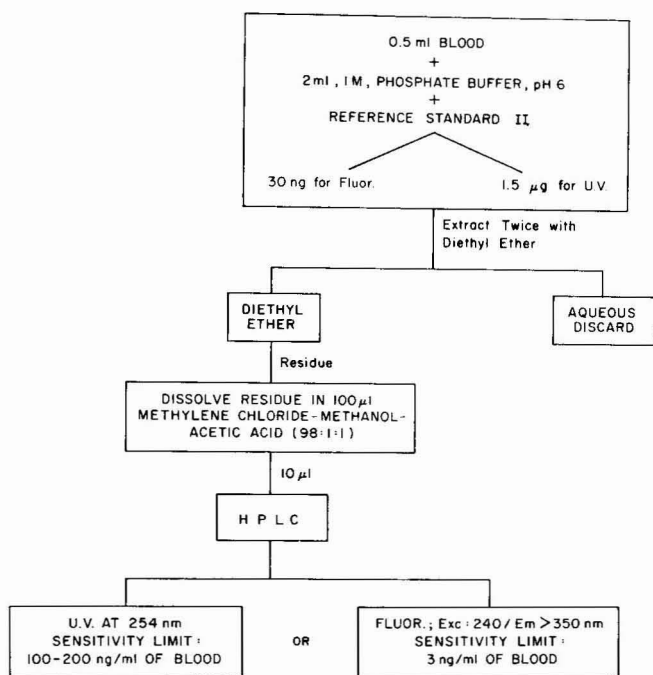 0.5 ml BLOOD
+
2 ml, 1 M, PHOSPHATE BUFFER, pH 6
+
REFERENCE STANDARD II
30 ng for Fluor.
1.5 µg for U.V.
Extract Twice with
Diethyl Ether
DIETHYL
ETHER
AQUEOUS
DISCARD
Residue
DISSOLVE RESIDUE IN 100 µl
METHYLENE CHLORIDE-METHANOL-
ACETIC ACID (98:1:1)
10 µl
HPLC
U.V. AT 254 nm
SENSITIVITY LIMIT:
100-200 ng/ml OF BLOOD
OR
FLUOR.; Exc: 240/Em > 350 nm
SENSITIVITY LIMIT:
3 ng/ml OF BLOOD